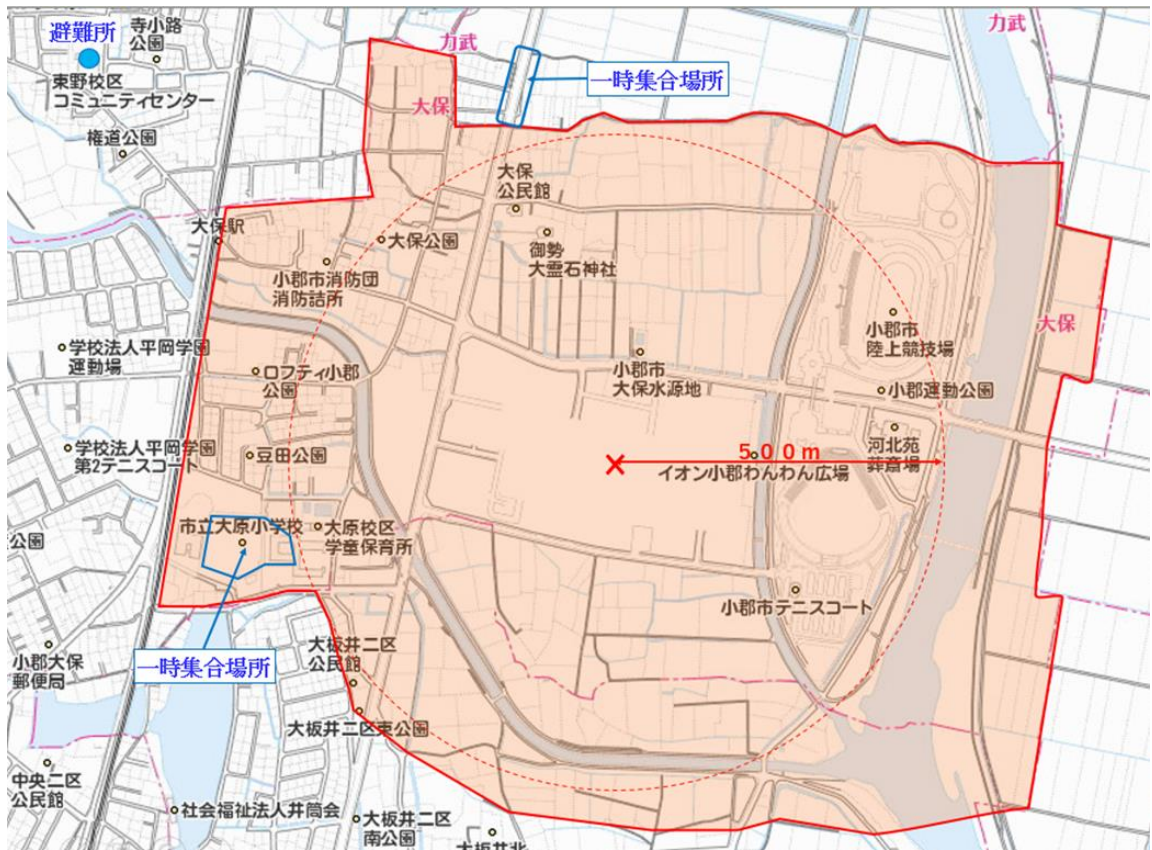 避難所
寺小路
公園
東野校区
コミュニティセンター
権道公園
力武
力武
一時集合場所
大保
大保
公民館
大保駅
大保公園
御勢
大霊石神社
小郡市消防団
消防詰所
学校法人平岡学園
運動場
ロフティ小郡
公園
小郡市
大保水源地
小郡市
陸上競技場
大保
小郡運動公園
学校法人平岡学園
第2テニスコート
豆田公園
河北苑
葬斎場
500m
イオン小郡わんわん広場
公園
市立大原小学校
大原校区
学童保育所
小郡市テニスコート
小郡大保
郵便局
一時集合場所
大板井二区
公民館
大板井二区東公園
中央二区
公民館
社会福祉法人井筒会
大板井二区
南公園
大板井北